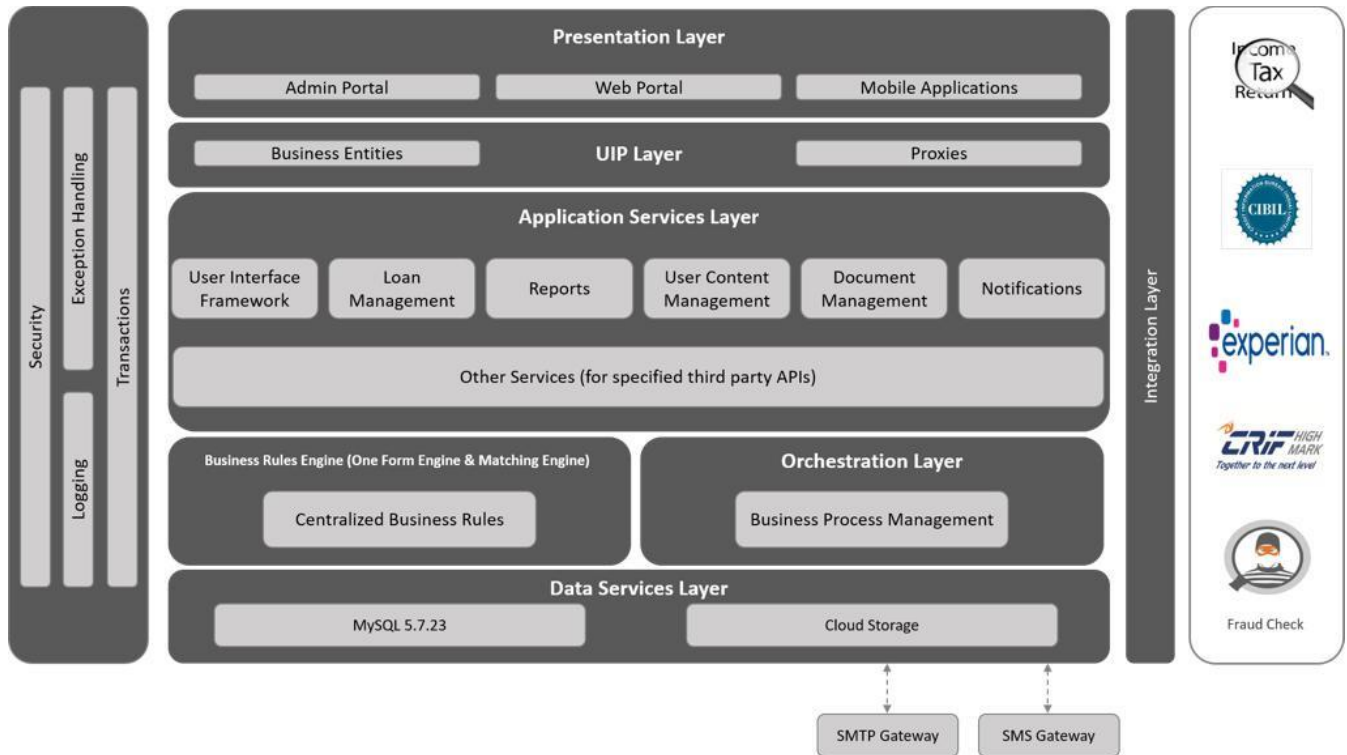 Security
Exception Handling
Logging
Transactions
Presentation Layer
Admin Portal
Web Portal
Mobile Applications
Business Entities
UIP Layer
Proxies
Application Services Layer
User Interface
Framework
Loan
Management
Reports
User Content
Management
Document
Management
Notifications
Other Services (for specified third party APIs)
Business Rules Engine (One Form Engine & Matching Engine)
Centralized Business Rules
Orchestration Layer
Business Process Management
Data Services Layer
MySQL 5.7.23
Cloud Storage
SMTP Gateway
SMS Gateway
Integration Layer
Income
Tax
Return
CIBIL
experian
CRIF HIGH
MARK
Together to the next level
Fraud Check